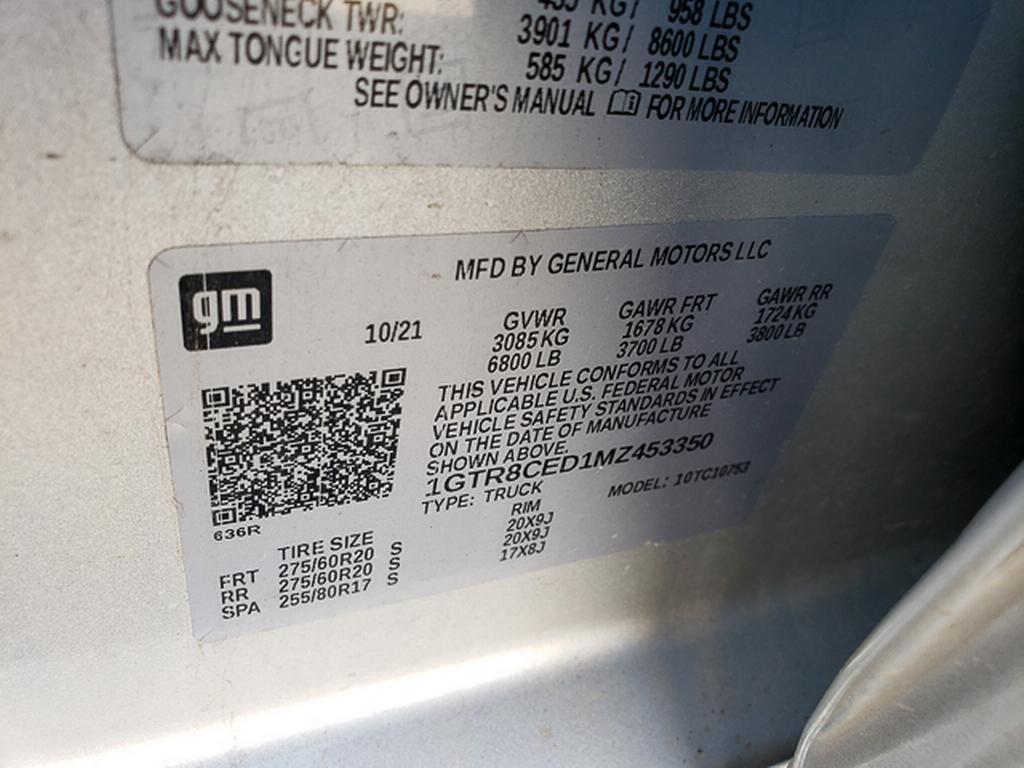 435 KG/ 958 LBS
GOOSENECK TWR: 3901 KG/ 8600 LBS
MAX TONGUE WEIGHT: 585 KG/ 1290 LBS
SEE OWNER'S MANUAL FOR MORE INFORMATION
gm
MFD BY GENERAL MOTORS LLC
10/21
GVWR GAWR FRT GAWR RR
3085 KG 1678 KG 1724 KG
6800 LB 3700 LB 3800 LB
THIS VEHICLE CONFORMS TO ALL
APPLICABLE U.S. FEDERAL MOTOR
VEHICLE SAFETY STANDARDS IN EFFECT
ON THE DATE OF MANUFACTURE
SHOWN ABOVE.
1GTR8CED1MZ453350
TYPE: TRUCK MODEL: 10TC10753
636R
TIRE SIZE RIM
FRT 275/60R20 S 20X9J
RR 275/60R20 S 20X9J
SPA 255/80R17 S 17X8J